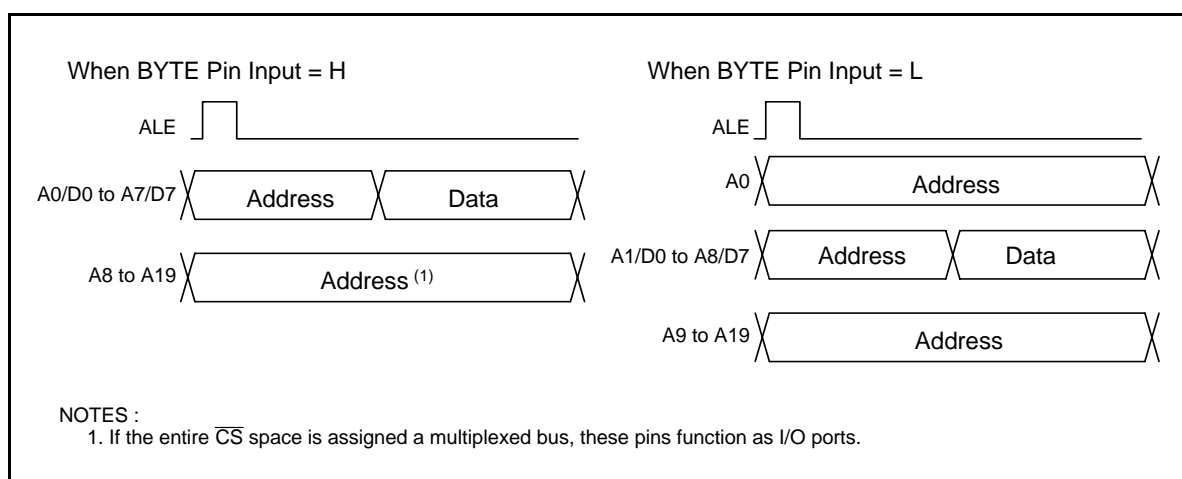 When BYTE Pin Input = H
ALE
A0/D0 to A7/D7
Address
Data
A8 to A19
Address (1)
When BYTE Pin Input = L
ALE
A0
Address
A1/D0 to A8/D7
Address
Data
A9 to A19
Address
NOTES :
1. If the entire CS space is assigned a multiplexed bus, these pins function as I/O ports.